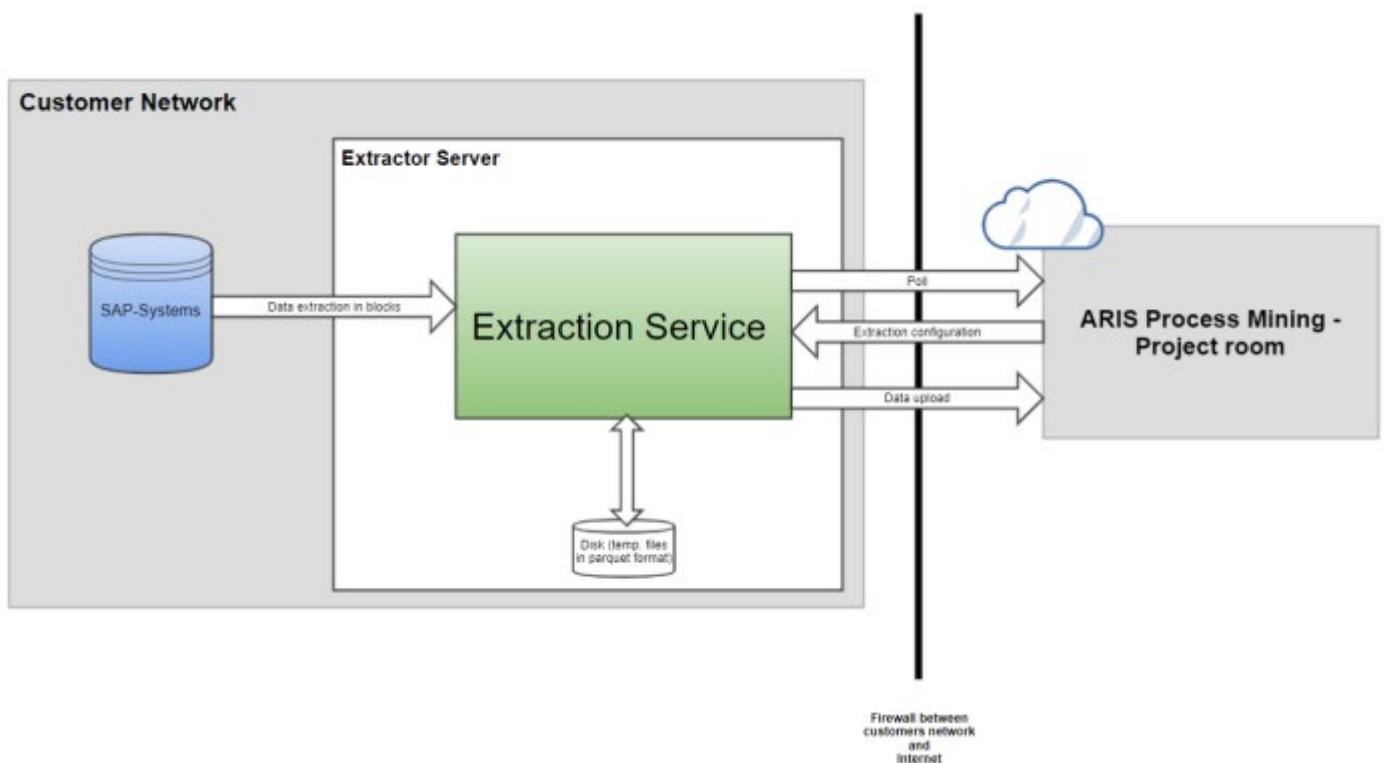 Customer Network
Extractor Server
SAP-Systems
Data extraction in blocks
Extraction Service
Poll
Extraction configuration
Data upload
ARIS Process Mining -
Project room
Disk (temp. files
in parquet format)
Firewall between
customers network
and
Internet